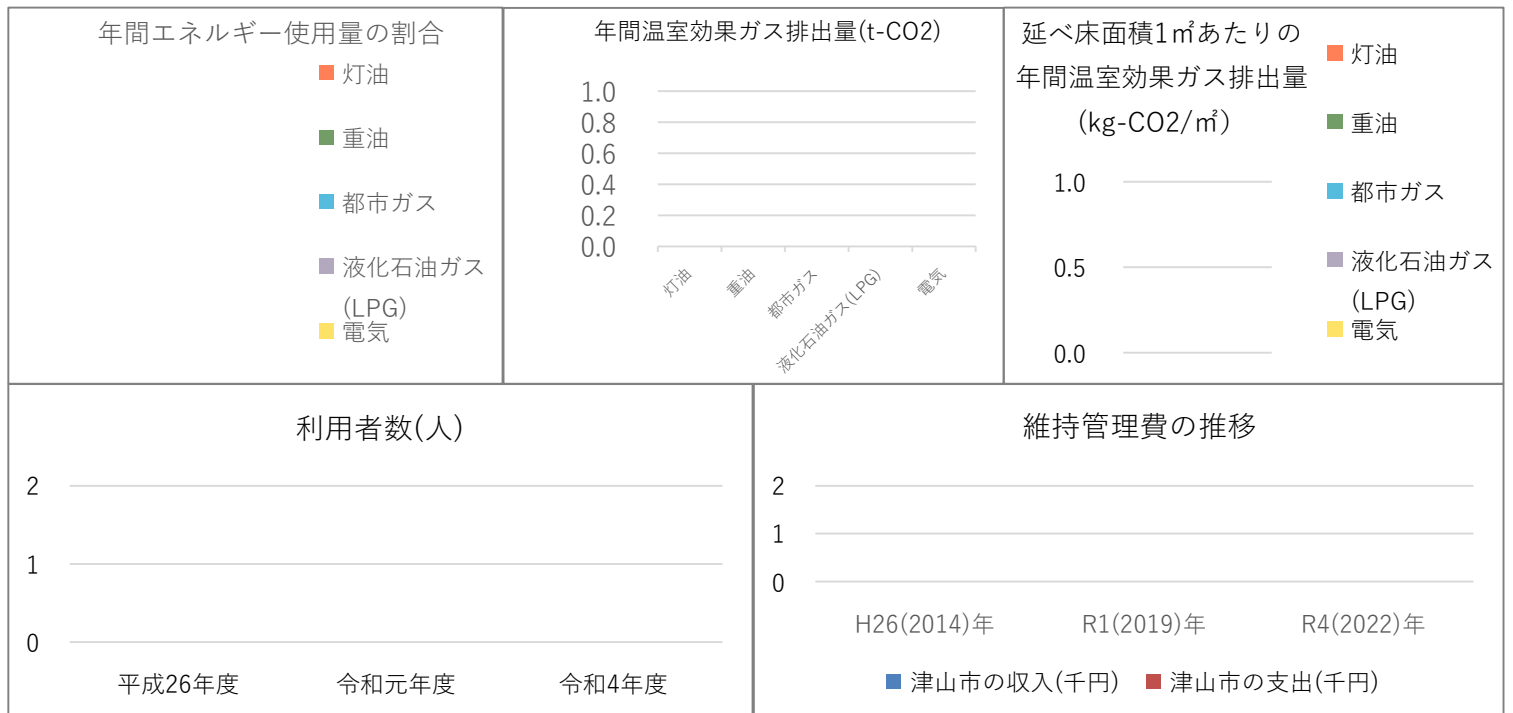 年間エネルギー使用量の割合
灯油
重油
都市ガス
液化石油ガス
(LPG)
電気
年間温室効果ガス排出量(t-CO2)
1.0
0.8
0.6
0.4
0.2
0.0
灯油
重油
都市ガス
液化石油ガス(LPG)
電気
延べ床面積1㎡あたりの
年間温室効果ガス排出量
(kg-CO2/㎡)
1.0
0.5
0.0
灯油
重油
都市ガス
液化石油ガス
(LPG)
電気
利用者数(人)
2
1
0
平成26年度 令和元年度 令和4年度
維持管理費の推移
2
1
0
H26(2014)年 R1(2019)年 R4(2022)年
津山市の収入(千円) 津山市の支出(千円)